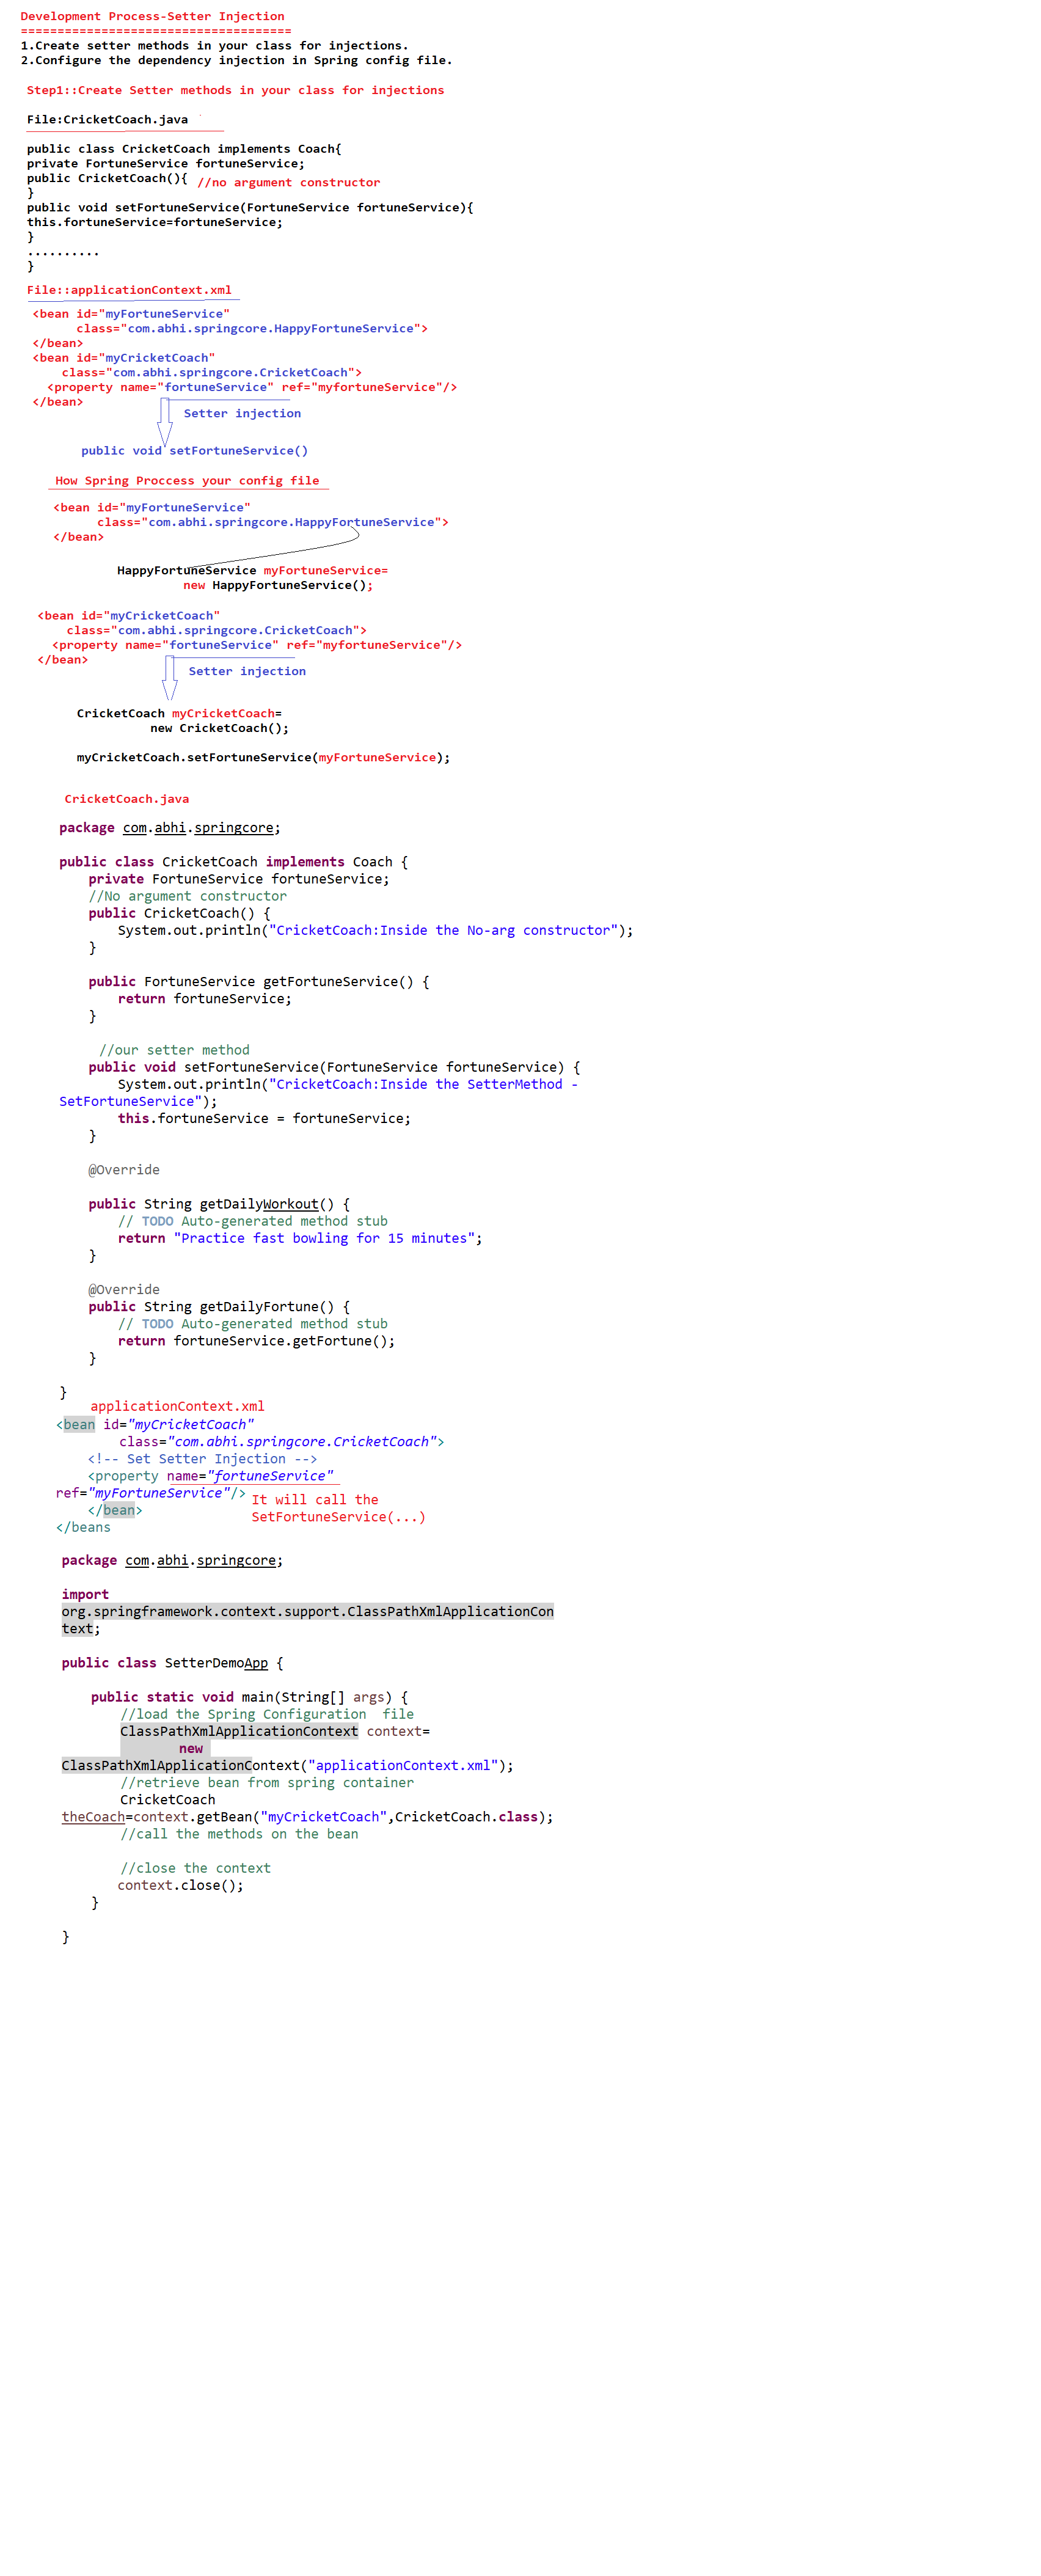 Development Process-Setter Injection
=====================================
1.Create setter methods in your class for injections.
2.Configure the dependency injection in Spring config file.
Step1::Create Setter methods in your class for injections
File:CricketCoach.java
public class CricketCoach implements Coach{
private FortuneService fortuneService;
public CricketCoach(){ //no argument constructor
}
public void setFortuneService(FortuneService fortuneService){
this.fortuneService=fortuneService;
}
..........
}
File::applicationContext.xml
<bean id="myFortuneService"
class="com.abhi.springcore.HappyFortuneService">
</bean>
<bean id="myCricketCoach"
class="com.abhi.springcore.CricketCoach">
<property name="fortuneService" ref="myfortuneService"/>
</bean>
Setter injection
public void setFortuneService()
How Spring Proccess your config file
<bean id="myFortuneService"
class="com.abhi.springcore.HappyFortuneService">
</bean>
HappyFortuneService myFortuneService=
new HappyFortuneService();
<bean id="myCricketCoach"
class="com.abhi.springcore.CricketCoach">
<property name="fortuneService" ref="myfortuneService"/>
</bean>
Setter injection
CricketCoach myCricketCoach=
new CricketCoach();
myCricketCoach.setFortuneService(myFortuneService);
CricketCoach.java
package com.abhi.springcore;
public class CricketCoach implements Coach {
private FortuneService fortuneService;
//No argument constructor
public CricketCoach() {
System.out.println("CricketCoach:Inside the No-arg constructor");
}
public FortuneService getFortuneService() {
return fortuneService;
}
//our setter method
public void setFortuneService(FortuneService fortuneService) {
System.out.println("CricketCoach:Inside the SetterMethod -
SetFortuneService");
this.fortuneService = fortuneService;
}
@Override
public String getDailyWorkout() {
// TODO Auto-generated method stub
return "Practice fast bowling for 15 minutes";
}
@Override
public String getDailyFortune() {
// TODO Auto-generated method stub
return fortuneService.getFortune();
}
}
applicationContext.xml
<bean id="myCricketCoach"
class="com.abhi.springcore.CricketCoach">
<!-- Set Setter Injection -->
<property name="fortuneService"
ref="myFortuneService"/>
It will call the
</bean>
SetFortuneService(...)
</beans
package com.abhi.springcore;
import
org.springframework.context.support.ClassPathXmlApplicationCon
text;
public class SetterDemoApp {
public static void main(String[] args) {
//load the Spring Configuration  file
ClassPathXmlApplicationContext context=
new
ClassPathXmlApplicationContext("applicationContext.xml");
//retrieve bean from spring container
CricketCoach
theCoach=context.getBean("myCricketCoach",CricketCoach.class);
//call the methods on the bean
//close the context
context.close();
}
}